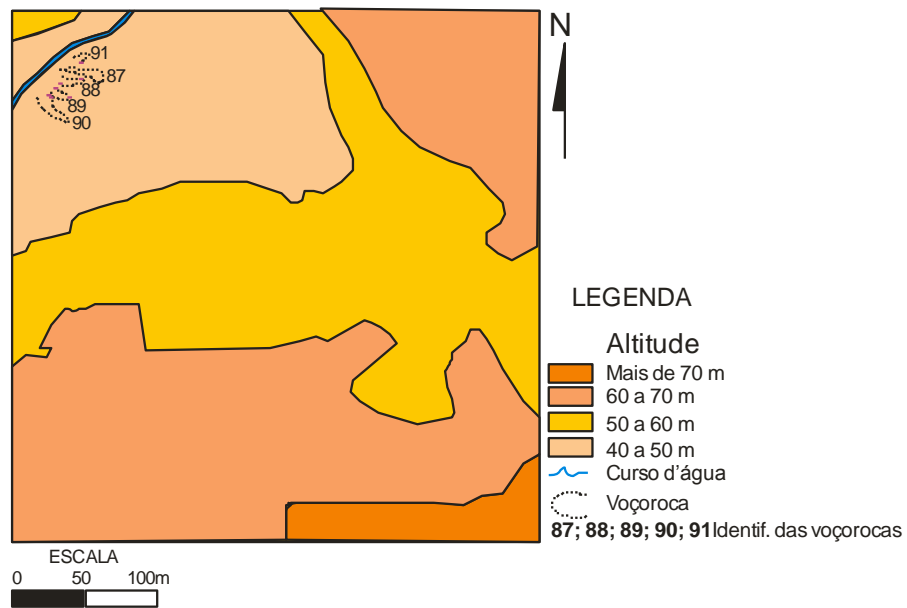 91
87
88
89
90
N
LEGENDA
Altitude
Mais de 70 m
60 a 70 m
50 a 60 m
40 a 50 m
Curso d'água
Voçoroca
87; 88; 89; 90; 91 Identif. das voçorocas
ESCALA
0 50 100m